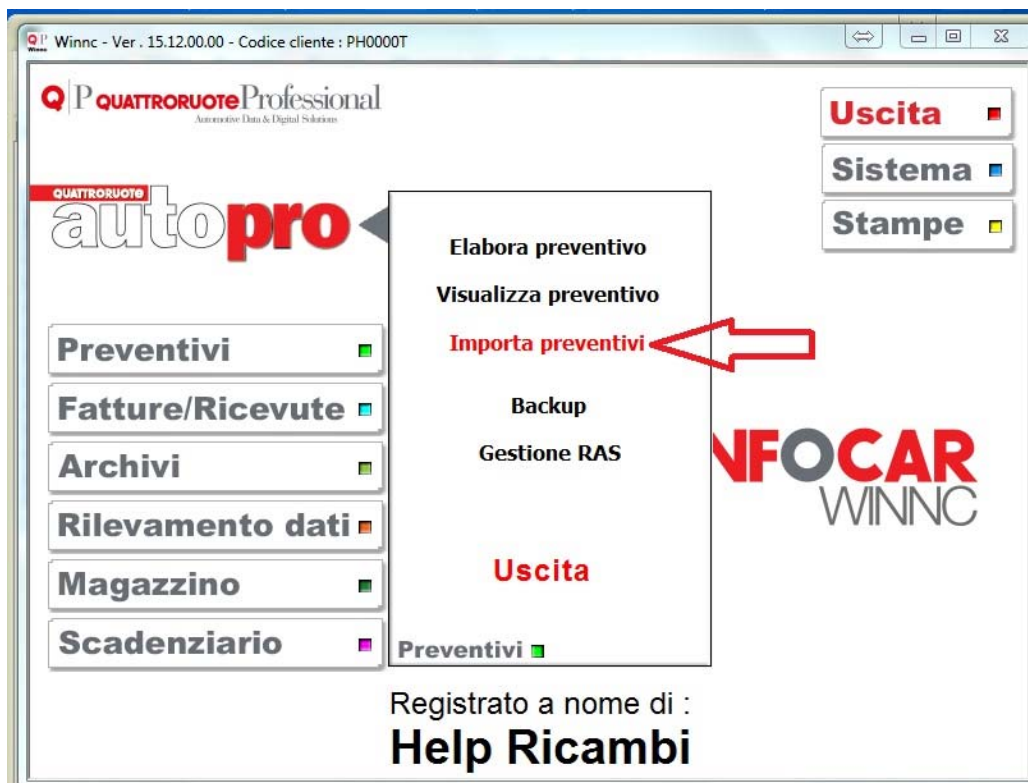 Winnc - Ver . 15.12.00.00 - Codice cliente : PH0000T
Q P QUATTRORUOTE Professional
Automotive Data & Digital Solutions
Uscita
Sistema
Stampe
QUATTRORUOTE
autopro
Elabora preventivo
Visualizza preventivo
Importa preventivi
Backup
Gestione RAS
Uscita
Preventivi
Preventivi
Fatture/Ricevute
Archivi
Rilevamento dati
Magazzino
Scadenziario
NFOCAR
WINNC
Registrato a nome di :
Help Ricambi